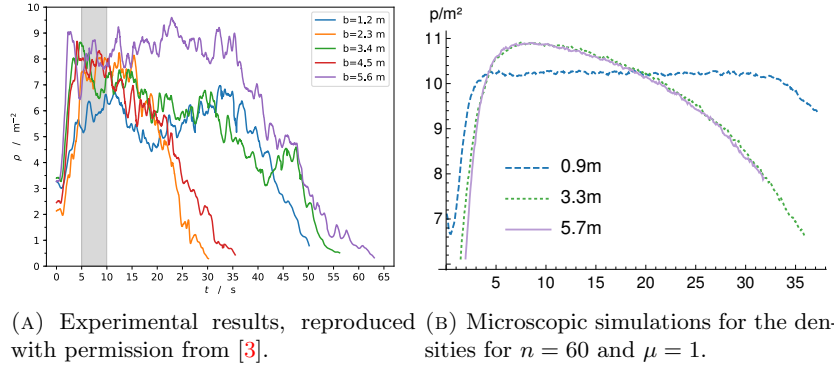 10
9
8
7
6
5
4
3
2
1
0
ρ / m⁻²
0 5 10 15 20 25 30 35 40 45 50 55 60 65
t / s
b=1.2 m
b=2.3 m
b=3.4 m
b=4.5 m
b=5.6 m
p/m²
11
10
9
8
7
5 10 15 20 25 30 35
0.9m
3.3m
5.7m
(A) Experimental results, reproduced
with permission from [3].
(B) Microscopic simulations for the den-
sities for n = 60 and μ = 1.